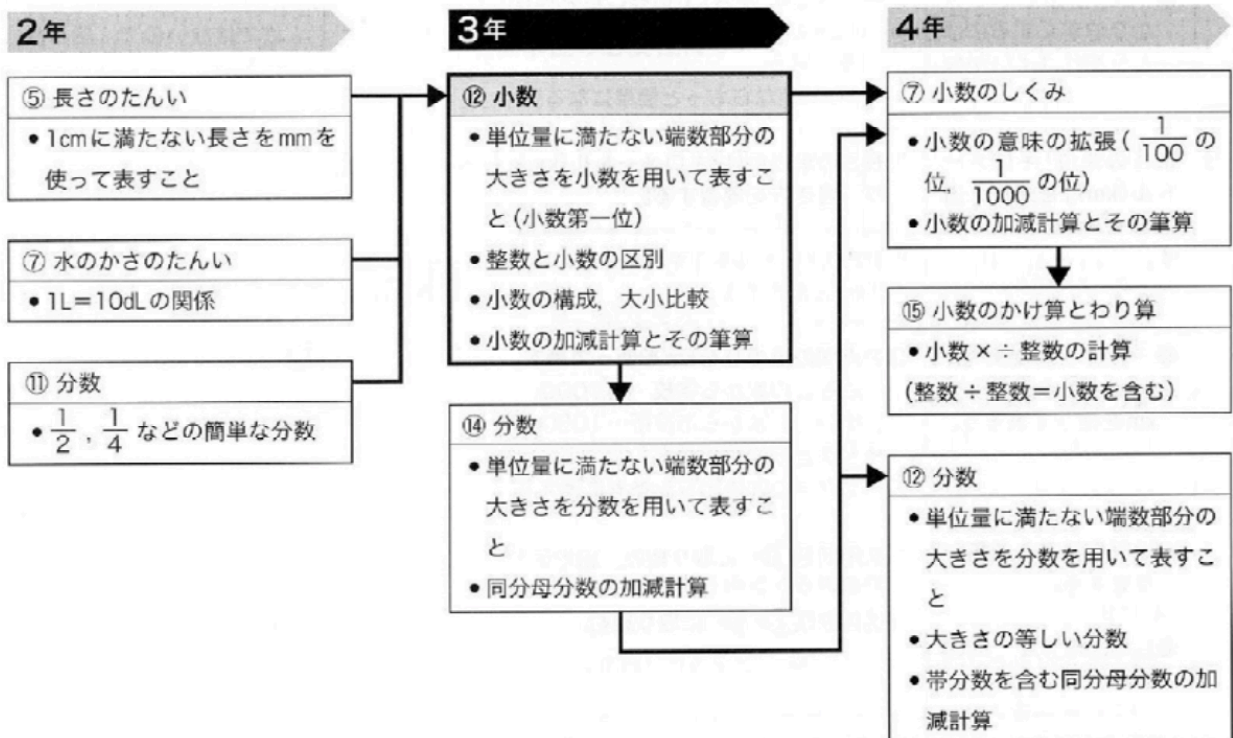 2年
⑤ 長さのたんい
• 1cmに満たない長さをmmを
使って表すこと
⑦ 水のかさのたんい
• 1L=10dLの関係
⑪ 分数
• 1/2 , 1/4 などの簡単な分数
3年
⑫ 小数
• 単位量に満たない端数部分の
大きさを小数を用いて表すこ
と(小数第一位)
• 整数と小数の区別
• 小数の構成，大小比較
• 小数の加減計算とその筆算
⑭ 分数
• 単位量に満たない端数部分の
大きさを分数を用いて表すこ
と
• 同分母分数の加減計算
4年
⑦ 小数のしくみ
• 小数の意味の拡張( 1/100 の
位，1/1000 の位)
• 小数の加減計算とその筆算
⑮ 小数のかけ算とわり算
• 小数×÷整数の計算
(整数÷整数=小数を含む)
⑫ 分数
• 単位量に満たない端数部分の
大きさを分数を用いて表すこ
と
• 大きさの等しい分数
• 帯分数を含む同分母分数の加
減計算